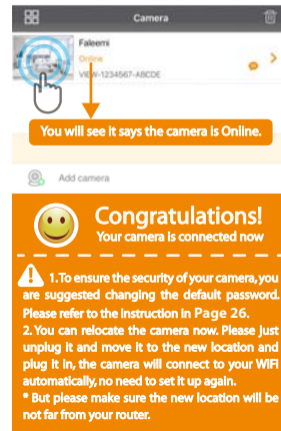 Camera
Faleemi
Online
VIEW-1234567-ABCDE
You will see it says the camera is Online.
Add camera
Congratulations!
Your camera is connected now
1.To ensure the security of your camera,you
are suggested changing the default password.
Please refer to the instruction in Page 26.
2. You can relocate the camera now. Please just
unplug it and move it to the new location and
plug it in, the camera will connect to your WiFi
automatically, no need to set it up again.
* But please make sure the new location will be
not far from your router.